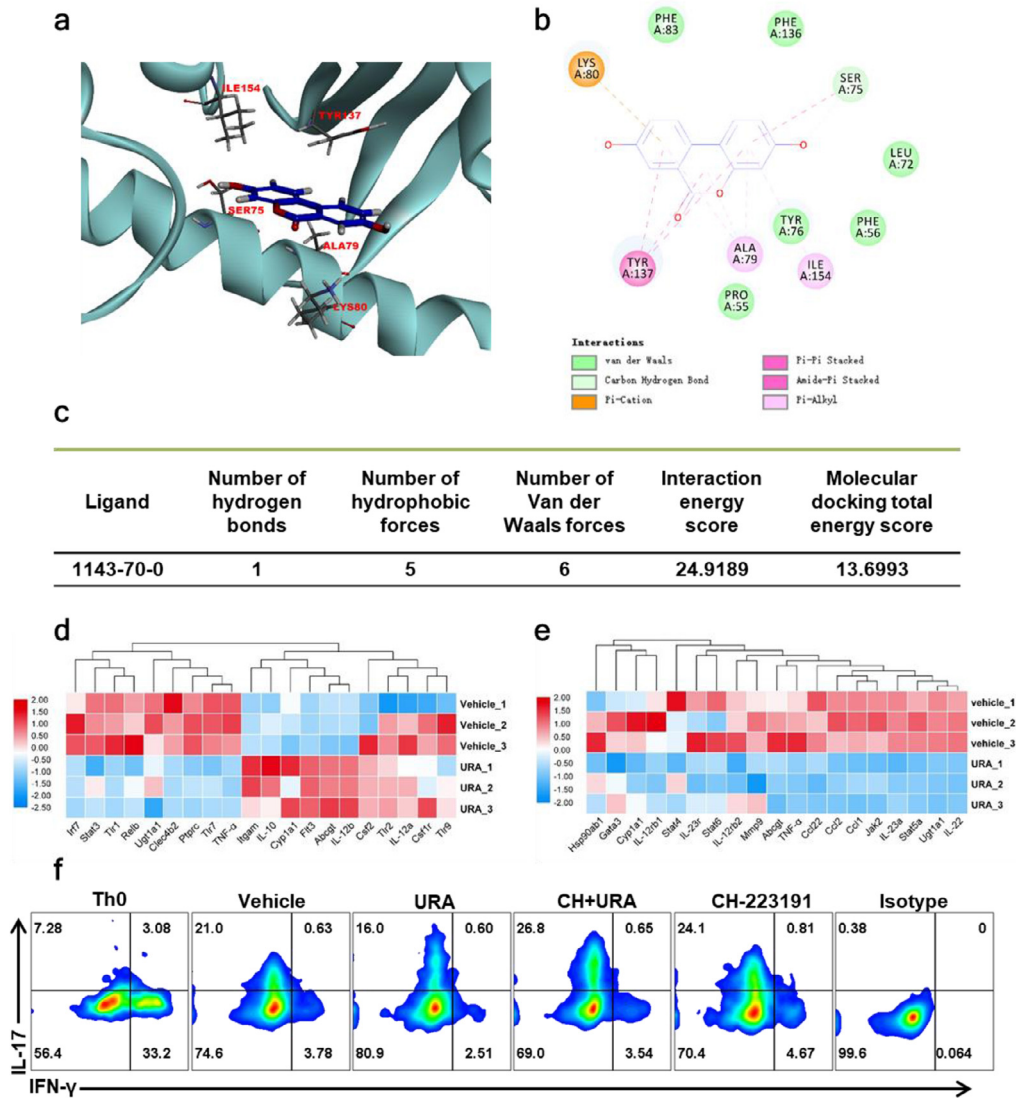 a
ILE154
TYR137
SER75
ALA79
LYS80
b
PHE
A:83
PHE
A:136
LYS
A:80
SER
A:75
LEU
A:72
O
O
O
O
TYR
A:76
PHE
A:56
TYR
A:137
ALA
A:79
ILE
A:154
PRO
A:55
Interactions
van der Waals
Carbon Hydrogen Bond
Pi-Cation
Pi-Pi Stacked
Amide-Pi Stacked
Pi-Alkyl
c
Ligand
Number of
hydrogen
bonds
Number of
hydrophobic
forces
Number of
Van der
Waals forces
Interaction
energy
score
Molecular
docking total
energy score
1143-70-0 1 5 6 24.9189 13.6993
d
2.00
1.50
0.50
0.00
-0.50
-1.00
-1.50
-2.00
-2.50
Vehicle_1
Vehicle_2
Vehicle_3
URA_1
URA_2
URA_3
Irf7 Stat3 Tlr1 Relb Ugt1a1 Clec4b2 Ptprc Tlr7 TNF-α Itgam IL-10 Cyp1a1 Flt3 Abcgl IL-12b Csf2 Tlr2 IL-12a Csf1r Tlr9
e
2.00
1.50
1.00
0.50
0.00
-0.50
-1.00
-1.50
-2.00
vehicle_1
vehicle_2
vehicle_3
URA_1
URA_2
URA_3
Hsp90ab1 Gata3 Cyp1a1 IL-12rb1 Stat4 IL-23r Stat6 IL-12rb2 Mmp9 Abcgt TNF-α Ccl22 Ccl2 Ccl1 Jak2 IL-23a Stat5a Ugt1a1 IL-22
f
Th0 Vehicle URA CH+URA CH-223191 Isotype
7.28 3.08 21.0 0.63 16.0 0.60 26.8 0.65 24.1 0.81 0.38 0
56.4 33.2 74.6 3.78 80.9 2.51 69.0 3.54 70.4 4.67 99.6 0.064
IL-17
IFN-γ